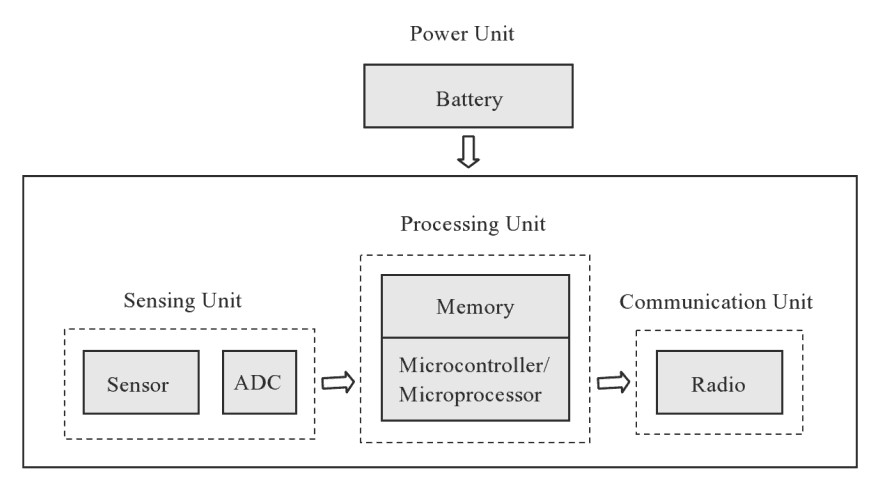 Power Unit
Battery
Processing Unit
Sensing Unit
Memory
Communication Unit
Sensor
ADC
Microcontroller/
Microprocessor
Radio